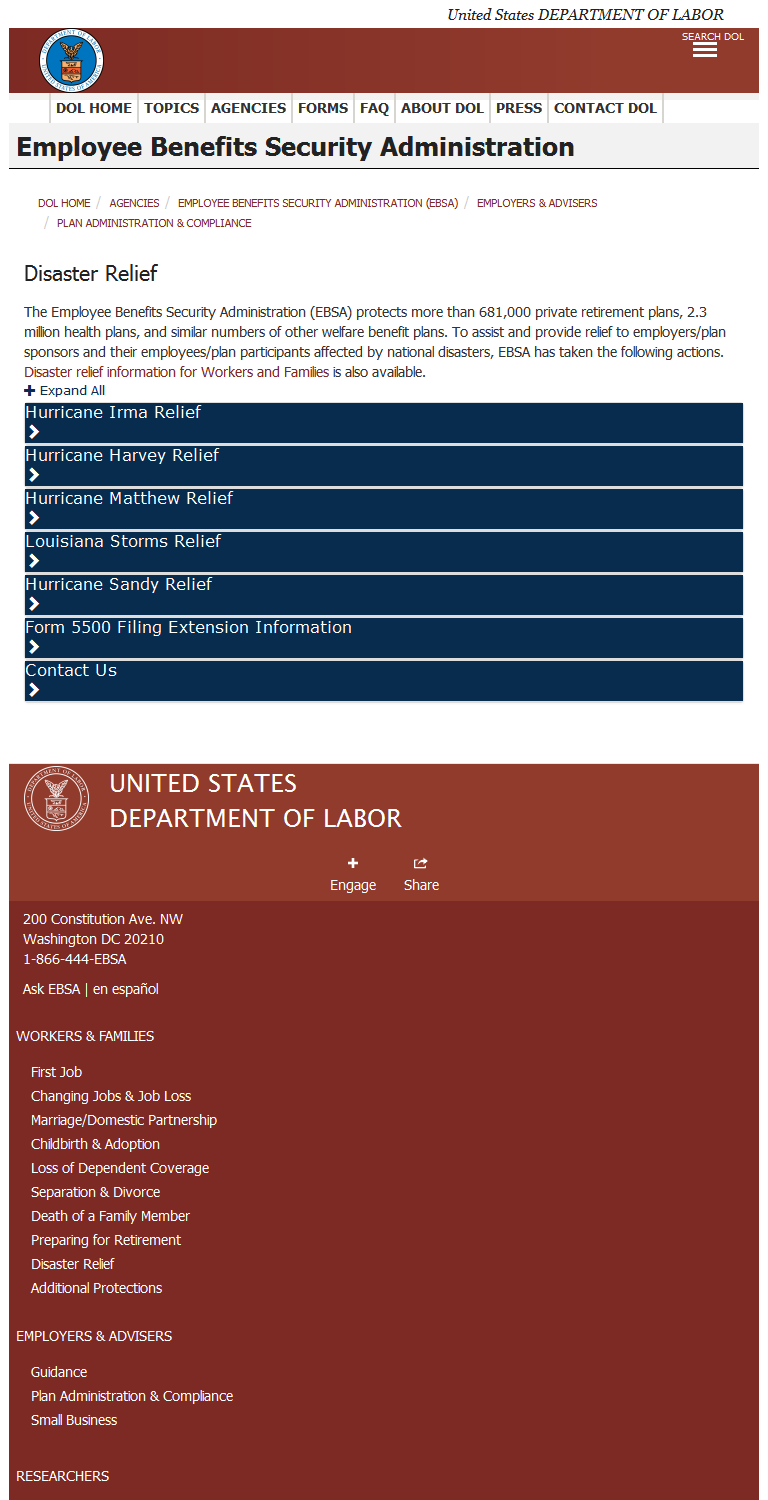 United States DEPARTMENT OF LABOR
SEARCH DOL
DOL HOME TOPICS AGENCIES FORMS FAQ ABOUT DOL PRESS CONTACT DOL
Employee Benefits Security Administration
DOL HOME / AGENCIES / EMPLOYEE BENEFITS SECURITY ADMINISTRATION (EBSA) / EMPLOYERS & ADVISERS
/ PLAN ADMINISTRATION & COMPLIANCE
Disaster Relief
The Employee Benefits Security Administration (EBSA) protects more than 681,000 private retirement plans, 2.3
million health plans, and similar numbers of other welfare benefit plans. To assist and provide relief to employers/plan
sponsors and their employees/plan participants affected by national disasters, EBSA has taken the following actions.
Disaster relief information for Workers and Families is also available.
Expand All
Hurricane Irma Relief
Hurricane Harvey Relief
Hurricane Matthew Relief
Louisiana Storms Relief
Hurricane Sandy Relief
Form 5500 Filing Extension Information
Contact Us
UNITED STATES
DEPARTMENT OF LABOR
Engage Share
200 Constitution Ave. NW
Washington DC 20210
1-866-444-EBSA
Ask EBSA | en español
WORKERS & FAMILIES
First Job
Changing Jobs & Job Loss
Marriage/Domestic Partnership
Childbirth & Adoption
Loss of Dependent Coverage
Separation & Divorce
Death of a Family Member
Preparing for Retirement
Disaster Relief
Additional Protections
EMPLOYERS & ADVISERS
Guidance
Plan Administration & Compliance
Small Business
RESEARCHERS